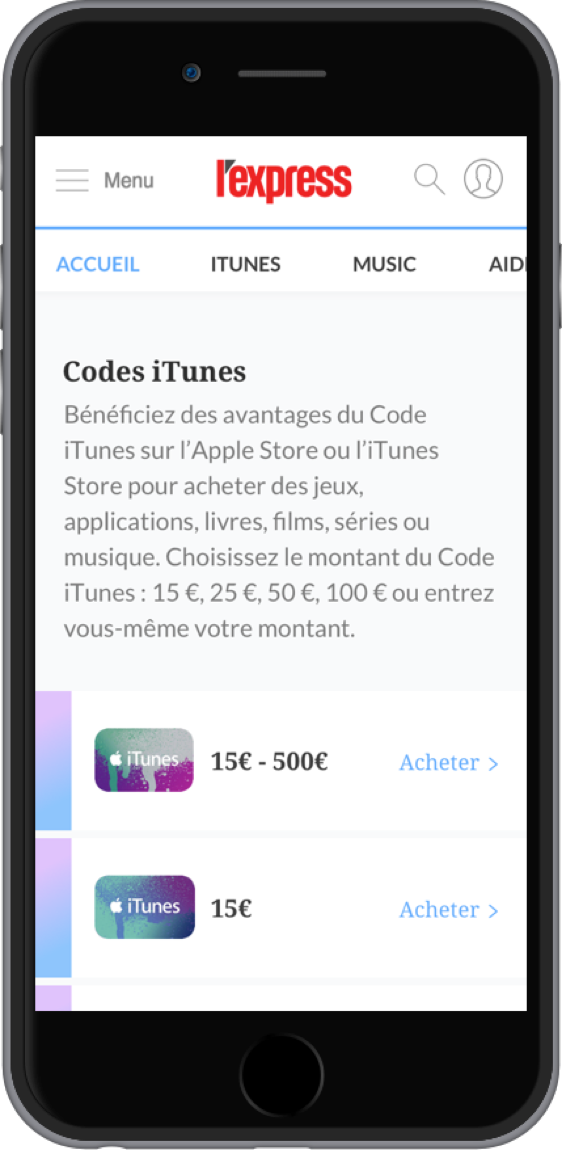 Menu
l'express
ACCUEIL ITUNES MUSIC AID
Codes iTunes
Bénéficiez des avantages du Code
iTunes sur l’Apple Store ou l’iTunes
Store pour acheter des jeux,
applications, livres, films, séries ou
musique. Choisissez le montant du Code
iTunes : 15 €, 25 €, 50 €, 100 € ou entrez
vous-même votre montant.
iTunes 15€ - 500€ Acheter >
iTunes 15€ Acheter >